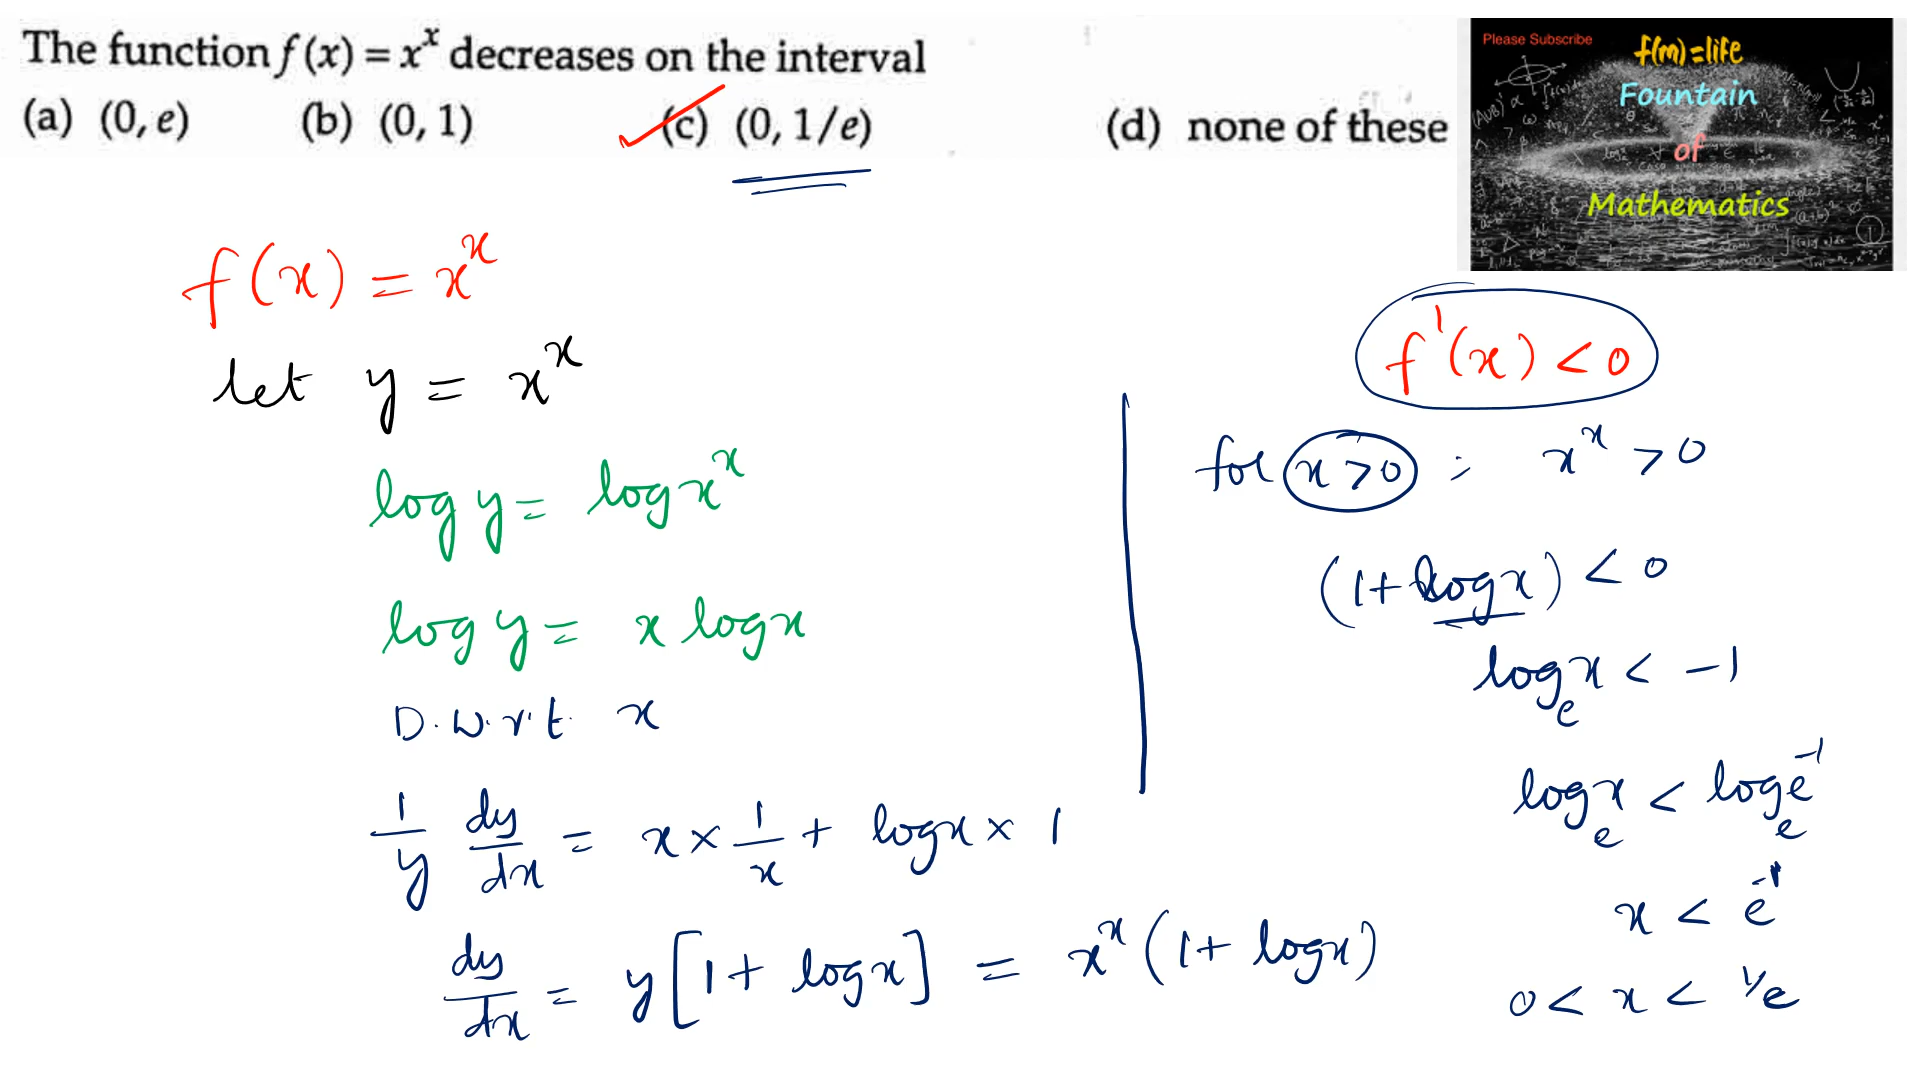 The function f(x) = x^x decreases on the interval
(a) (0, e) (b) (0, 1) (c) (0, 1/e) (d) none of these
Please Subscribe
f(m)=life
Fountain
of
Mathematics
f(x) = x^x
let y = x^x
log y = log x^x
log y = x log x
D.w.r.t. x
1/y dy/dx = x × 1/x + log x × 1
dy/dx = y[1 + log x] = x^x (1 + log x)
f'(x) < 0
for x > 0 ; x^x > 0
(1 + log x) < 0
log_e x < -1
log_e x < log_e e^-1
x < e^-1
0 < x < 1/e